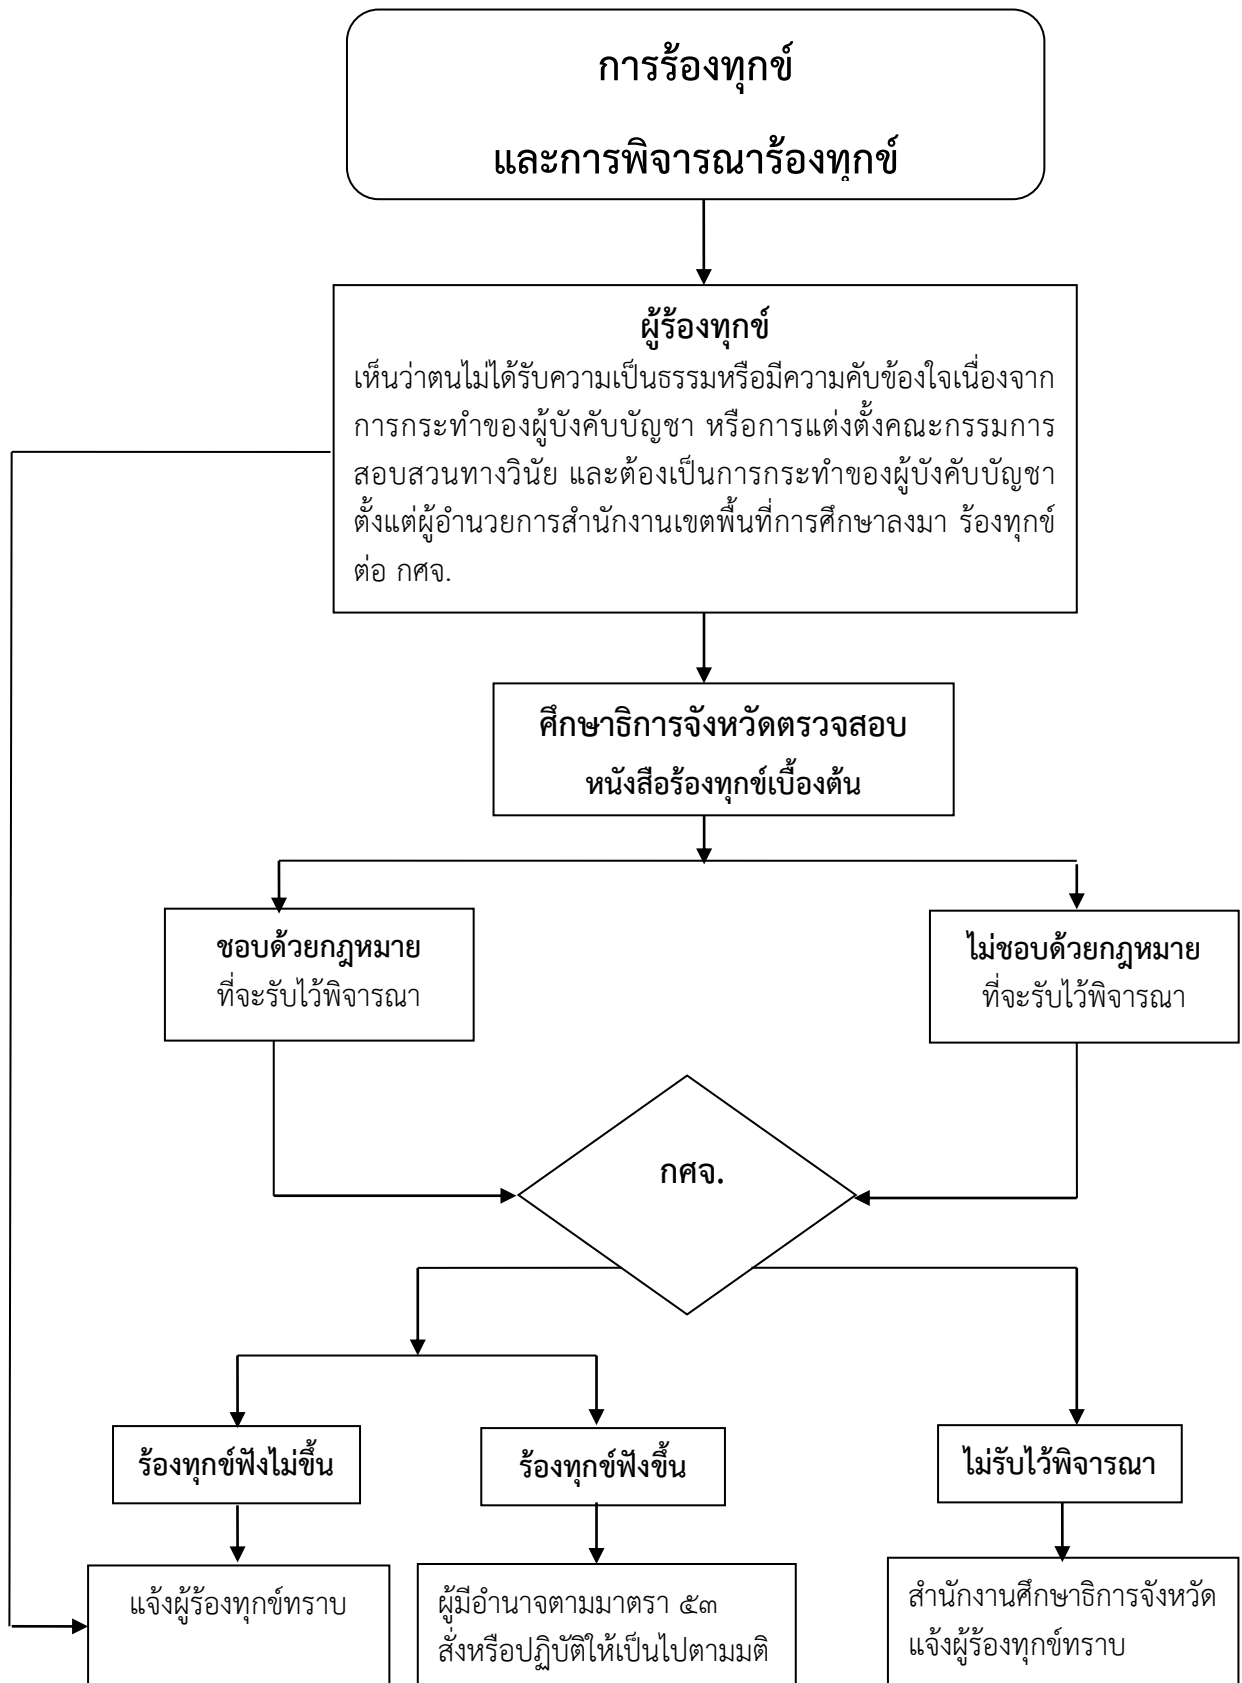 การร้องทุกข์
และการพิจารณาร้องทุกข์
ผู้ร้องทุกข์
เห็นว่าตนไม่ได้รับความเป็นธรรมหรือมีความคับข้องใจเนื่องจาก
การกระทำของผู้บังคับบัญชา หรือการแต่งตั้งคณะกรรมการ
สอบสวนทางวินัย และต้องเป็นการกระทำของผู้บังคับบัญชา
ตั้งแต่ผู้อำนวยการสำนักงานเขตพื้นที่การศึกษาลงมา ร้องทุกข์
ต่อ กศจ.
ศึกษาธิการจังหวัดตรวจสอบ
หนังสือร้องทุกข์เบื้องต้น
ชอบด้วยกฎหมาย
ที่จะรับไว้พิจารณา
ไม่ชอบด้วยกฎหมาย
ที่จะรับไว้พิจารณา
กศจ.
ร้องทุกข์ฟังไม่ขึ้น
ร้องทุกข์ฟังขึ้น
ไม่รับไว้พิจารณา
แจ้งผู้ร้องทุกข์ทราบ
ผู้มีอำนาจตามมาตรา ๕๓
สั่งหรือปฏิบัติให้เป็นไปตามมติ
สำนักงานศึกษาธิการจังหวัด
แจ้งผู้ร้องทุกข์ทราบ